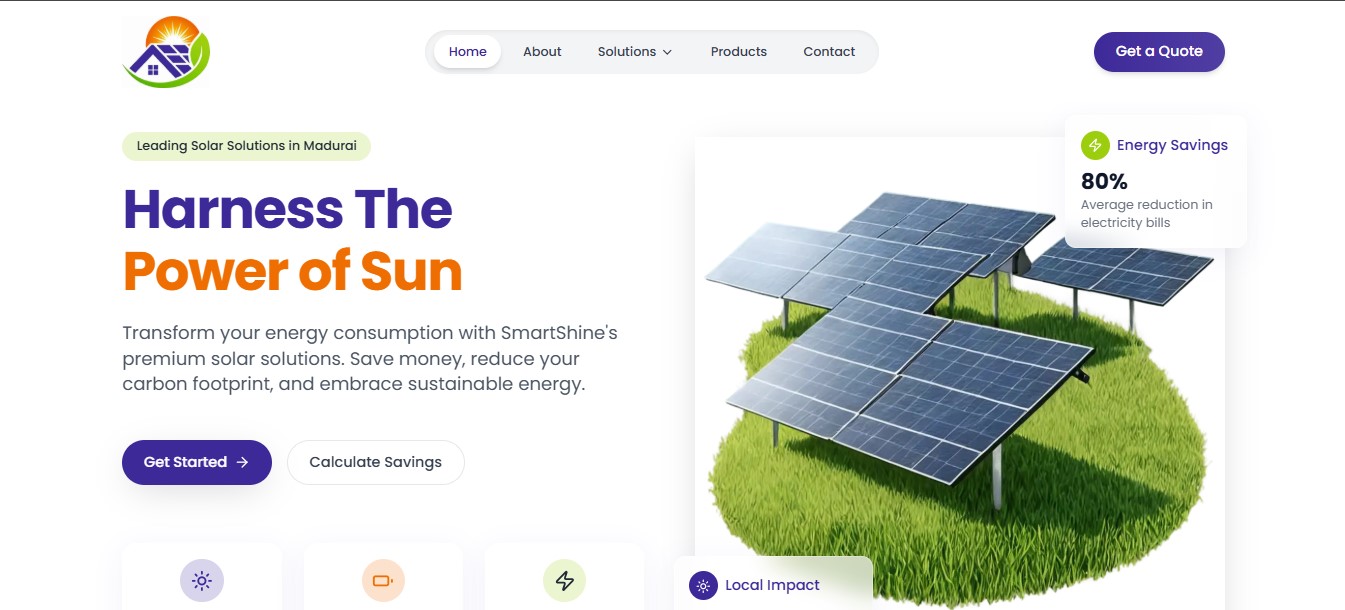 Home
About
Solutions
Products
Contact
Get a Quote
Leading Solar Solutions in Madurai
Harness The
Power of Sun
Transform your energy consumption with SmartShine's
premium solar solutions. Save money, reduce your
carbon footprint, and embrace sustainable energy.
Get Started
Calculate Savings
Energy Savings
80%
Average reduction in
electricity bills
Local Impact